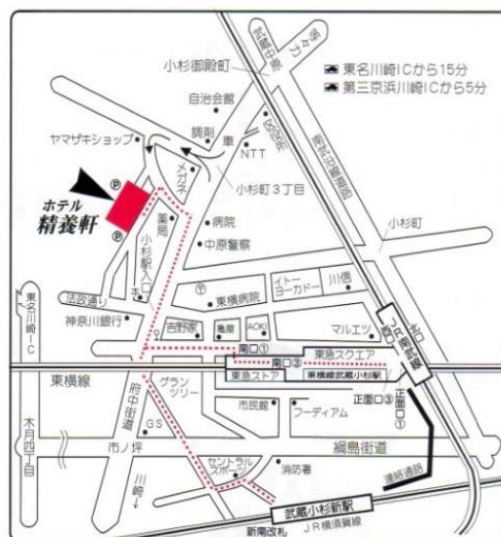 小杉御殿町
武蔵中原
等々力
東名川崎ICから15分
第三京浜川崎ICから5分
自治会館
ヤマザキショップ
調剤
車
区役所
NTT
メガネ
南武沿線道路
小杉町3丁目
P
ホテル
精養軒
P
薬局
病院
中原警察
小杉町
小杉駅入口
法政通り
本
〒
東横病院
イトー
ヨーカドー
川信
神奈川銀行
吉野家
亀屋
AOKI
マルエツ
東名川崎IC
南口①
東急スクエア
JR南武線
南口③
東急ストア
東横線武蔵小杉駅
東横線
グラン
ツリー
府中街道
市民館
フーディアム
正面口③
正面口①
木月四丁目
市ノ坪
GS
綱島街道
川崎→
セントラル
スポーツ
消防署
連絡通路
武蔵小杉新駅
新南改札
JR横須賀線